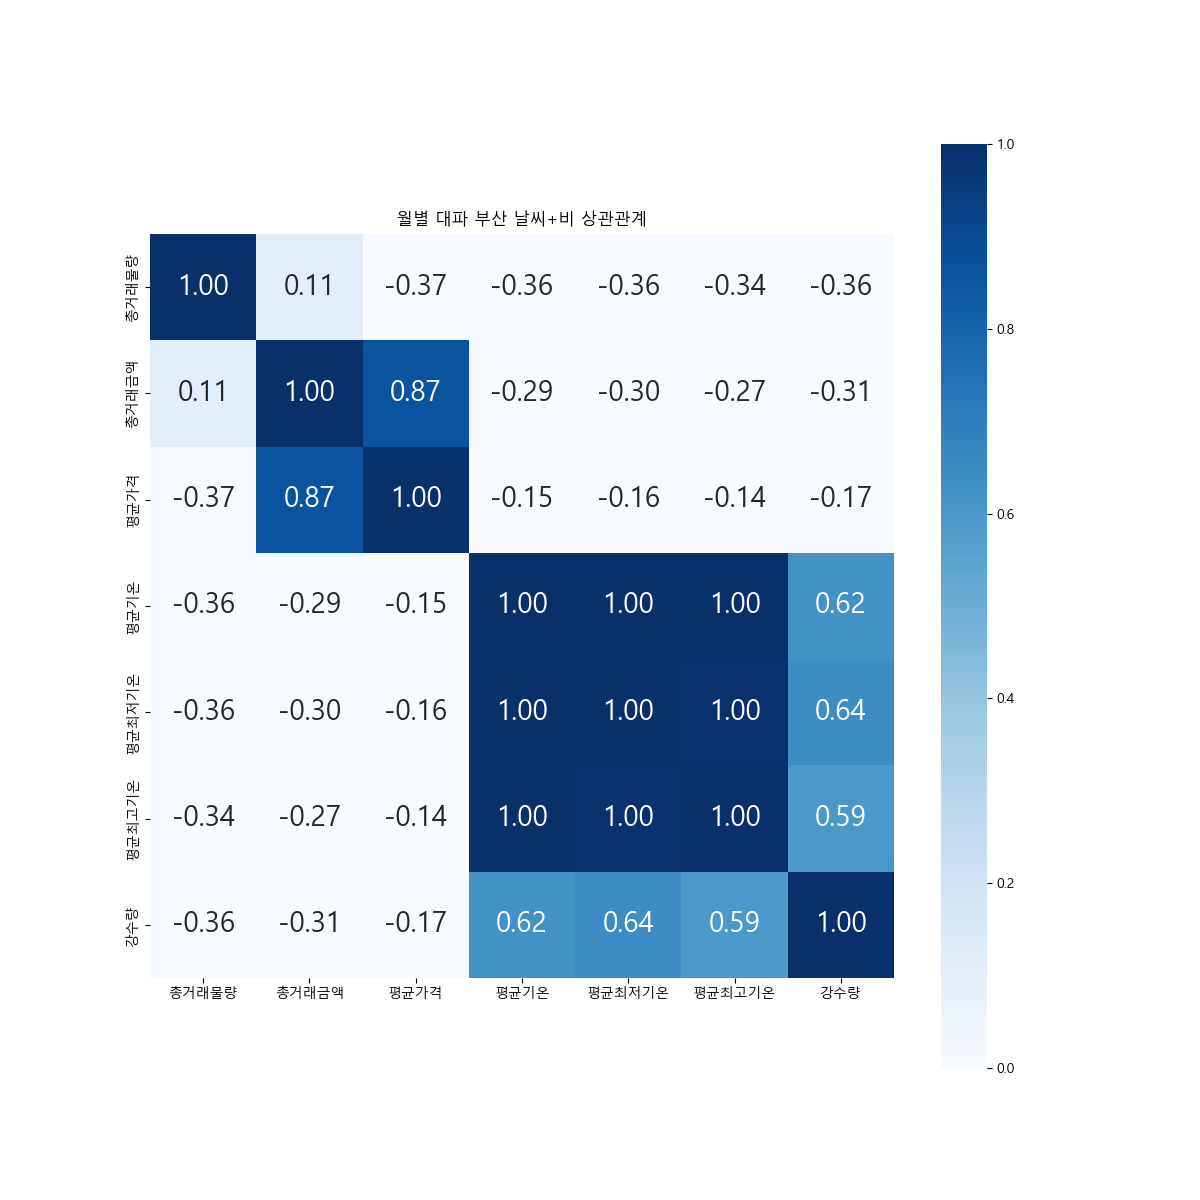 월별 대파 부산 날씨+비 상관관계
총거래물량 1.00 0.11 -0.37 -0.36 -0.36 -0.34 -0.36
총거래금액 0.11 1.00 0.87 -0.29 -0.30 -0.27 -0.31
평균가격 -0.37 0.87 1.00 -0.15 -0.16 -0.14 -0.17
평균기온 -0.36 -0.29 -0.15 1.00 1.00 1.00 0.62
평균최저기온 -0.36 -0.30 -0.16 1.00 1.00 1.00 0.64
평균최고기온 -0.34 -0.27 -0.14 1.00 1.00 1.00 0.59
강수량 -0.36 -0.31 -0.17 0.62 0.64 0.59 1.00
총거래물량 총거래금액 평균가격 평균기온 평균최저기온 평균최고기온 강수량
1.0
0.8
0.6
0.4
0.2
0.0